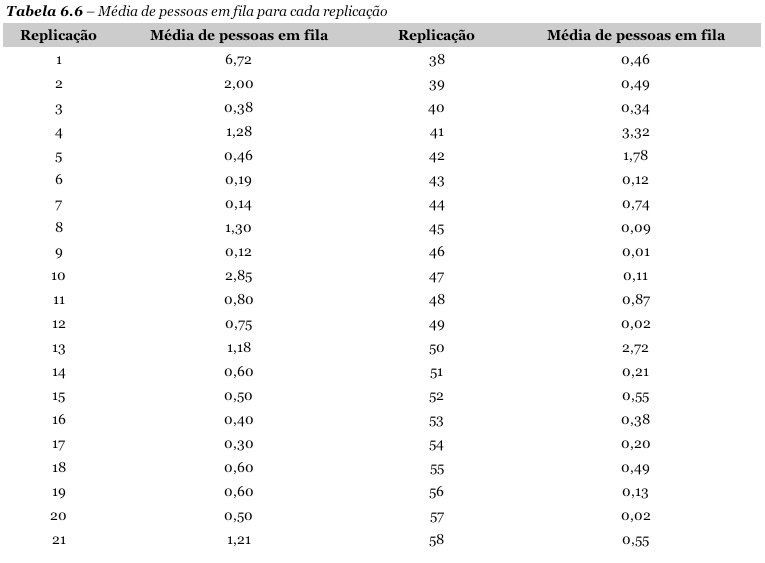 Tabela 6.6 – Média de pessoas em fila para cada replicação
Replicação Média de pessoas em fila Replicação Média de pessoas em fila
1 6,72 38 0,46
2 2,00 39 0,49
3 0,38 40 0,34
4 1,28 41 3,32
5 0,46 42 1,78
6 0,19 43 0,12
7 0,14 44 0,74
8 1,30 45 0,09
9 0,12 46 0,01
10 2,85 47 0,11
11 0,80 48 0,87
12 0,75 49 0,02
13 1,18 50 2,72
14 0,60 51 0,21
15 0,50 52 0,55
16 0,40 53 0,38
17 0,30 54 0,20
18 0,60 55 0,49
19 0,60 56 0,13
20 0,50 57 0,02
21 1,21 58 0,55